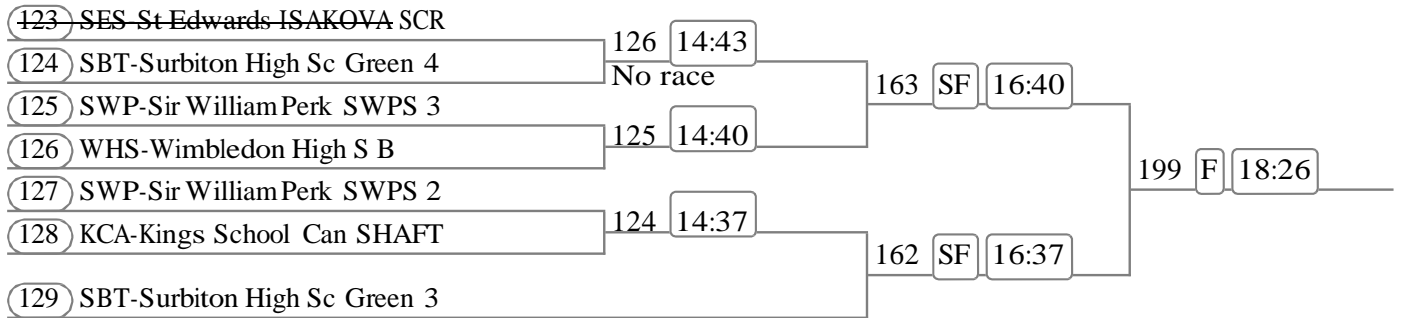 123 SES-St Edwards ISAKOVA SCR
126 14:43
124 SBT-Surbiton High Sc Green 4
No race
163 SF 16:40
125 SWP-Sir William Perk SWPS 3
125 14:40
126 WHS-Wimbledon High S B
199 F 18:26
127 SWP-Sir William Perk SWPS 2
124 14:37
128 KCA-Kings School Can SHAFT
162 SF 16:37
129 SBT-Surbiton High Sc Green 3